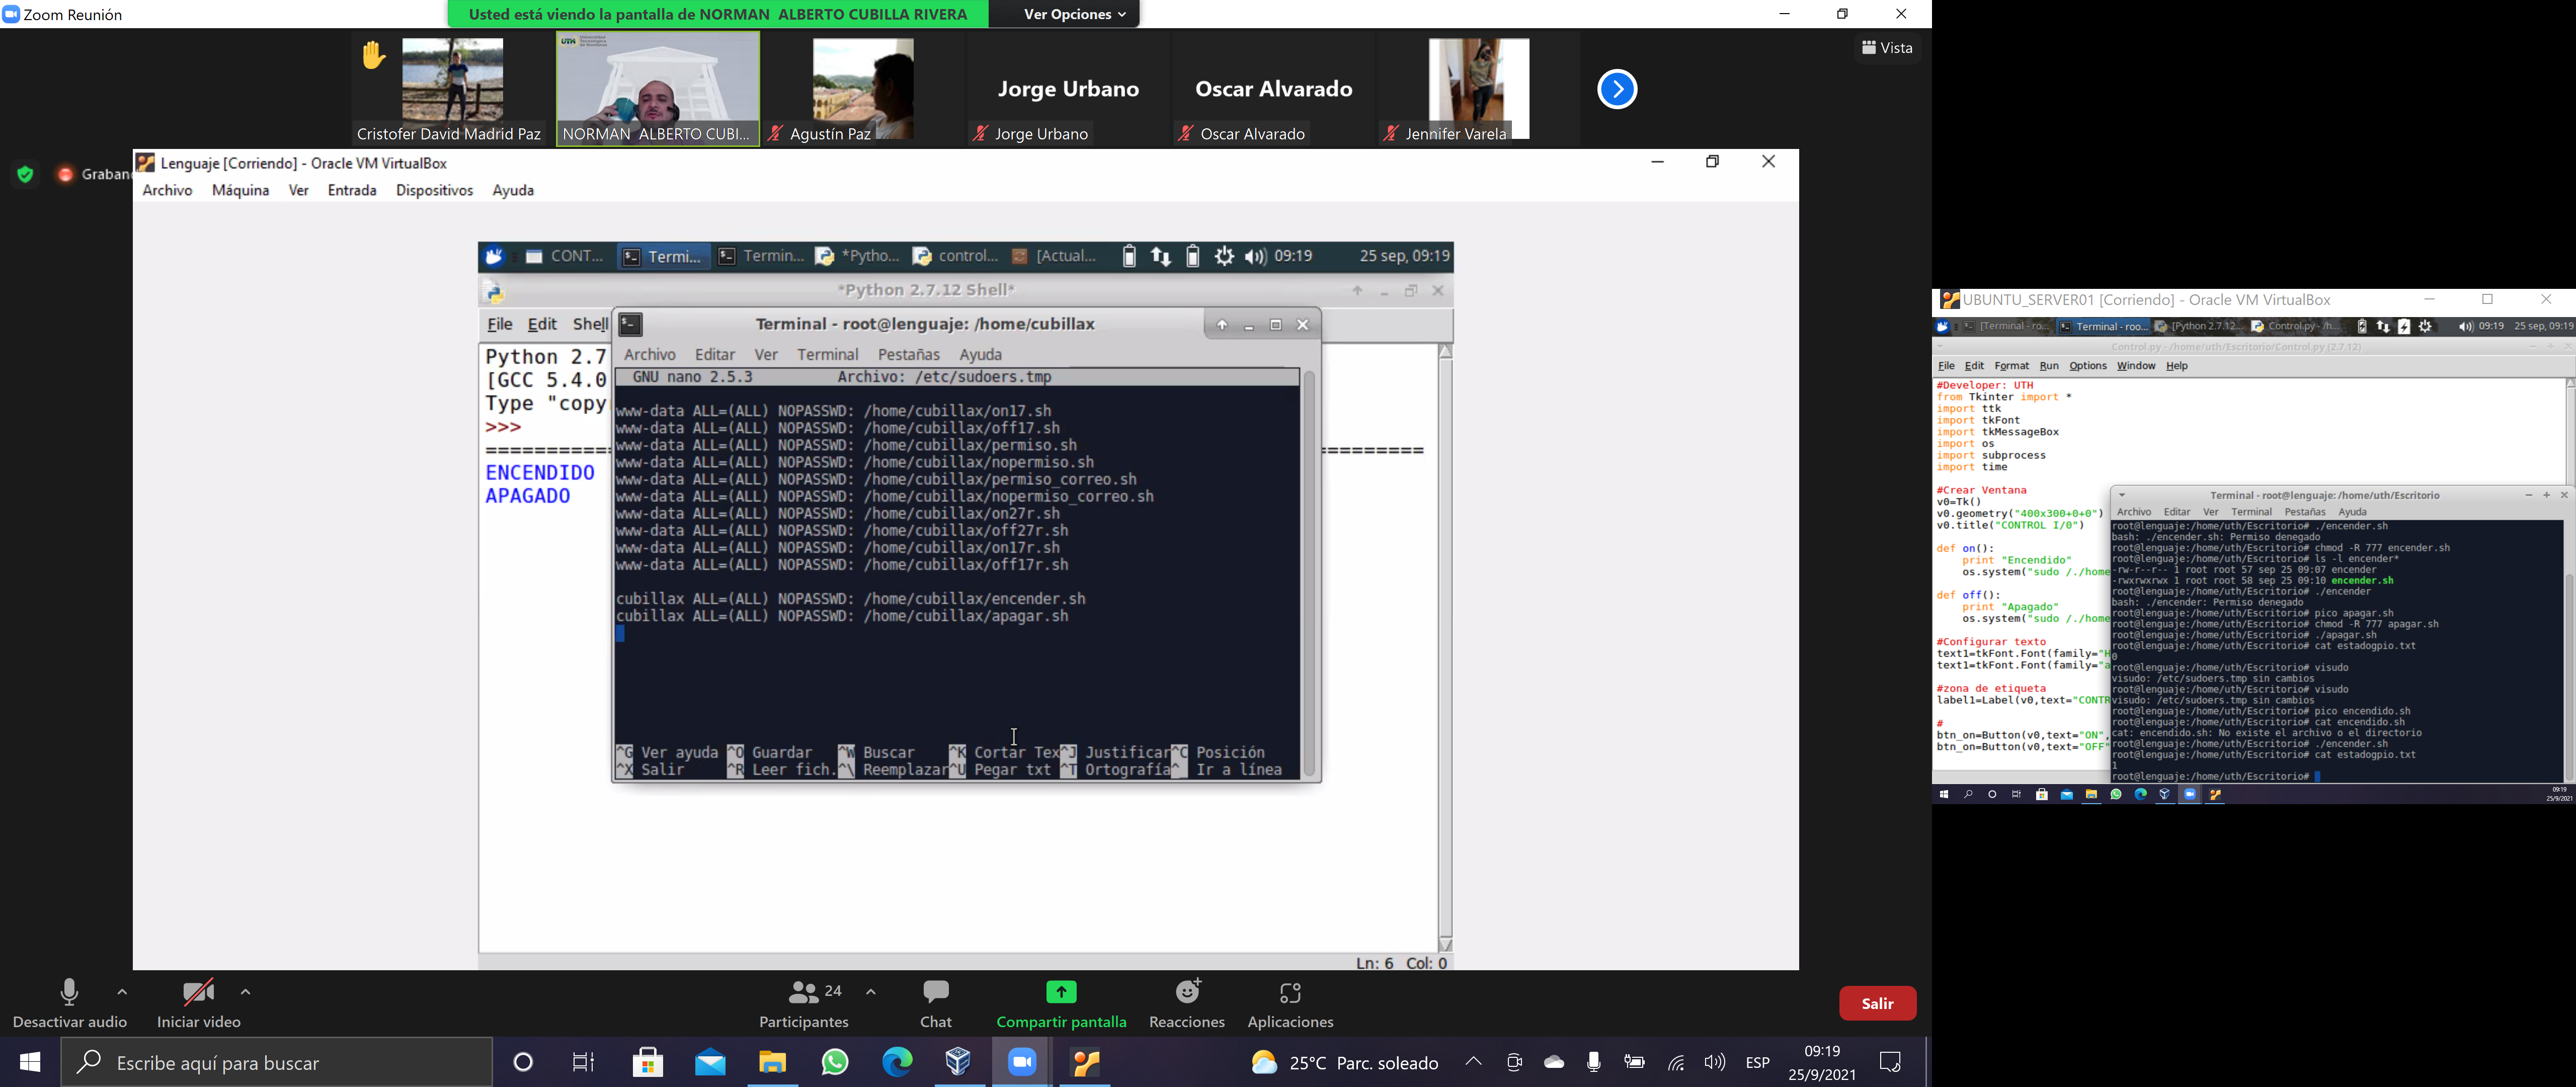 Zoom Reunión
Usted está viendo la pantalla de NORMAN ALBERTO CUBILLA RIVERA
Ver Opciones
Vista
Cristofer David Madrid Paz
UTH Universidad Tecnológica de Honduras
NORMAN ALBERTO CUBI...
Agustín Paz
Jorge Urbano
Jorge Urbano
Oscar Alvarado
Oscar Alvarado
Jennifer Varela
Graband
Lenguaje [Corriendo] - Oracle VM VirtualBox
Archivo Máquina Ver Entrada Dispositivos Ayuda
CONT... Termi... Termin... *Pytho... control... [Actual... 09:19 25 sep, 09:19
*Python 2.7.12 Shell*
File Edit Shell
Python 2.7
[GCC 5.4.0
Type "copy
>>>
ENCENDIDO
APAGADO
Terminal - root@lenguaje: /home/cubillax
Archivo Editar Ver Terminal Pestañas Ayuda
GNU nano 2.5.3 Archivo: /etc/sudoers.tmp
www-data ALL=(ALL) NOPASSWD: /home/cubillax/on17.sh
www-data ALL=(ALL) NOPASSWD: /home/cubillax/off17.sh
www-data ALL=(ALL) NOPASSWD: /home/cubillax/permiso.sh
www-data ALL=(ALL) NOPASSWD: /home/cubillax/nopermiso.sh
www-data ALL=(ALL) NOPASSWD: /home/cubillax/permiso_correo.sh
www-data ALL=(ALL) NOPASSWD: /home/cubillax/nopermiso_correo.sh
www-data ALL=(ALL) NOPASSWD: /home/cubillax/on27r.sh
www-data ALL=(ALL) NOPASSWD: /home/cubillax/off27r.sh
www-data ALL=(ALL) NOPASSWD: /home/cubillax/on17r.sh
www-data ALL=(ALL) NOPASSWD: /home/cubillax/off17r.sh
cubillax ALL=(ALL) NOPASSWD: /home/cubillax/encender.sh
cubillax ALL=(ALL) NOPASSWD: /home/cubillax/apagar.sh
^G Ver ayuda ^O Guardar ^W Buscar ^K Cortar Tex^J Justificar^C Posición
^X Salir ^R Leer fich.^\ Reemplazar^U Pegar txt ^T Ortografía^_ Ir a línea
Ln: 6 Col: 0
Desactivar audio
Iniciar video
24
Participantes
Chat
Compartir pantalla
Reacciones
Aplicaciones
Salir
Escribe aquí para buscar
25°C Parc. soleado
ESP
09:19
25/9/2021
UBUNTU_SERVER01 [Corriendo] - Oracle VM VirtualBox
[Terminal - ro... Terminal - roo... [Python 2.7.12... Control.py - /h... 09:19 25 sep, 09:19
Control.py - /home/uth/Escritorio/Control.py (2.7.12)
File Edit Format Run Options Window Help
#Developer: UTH
from Tkinter import *
import ttk
import tkFont
import tkMessageBox
import os
import subprocess
import time
#Crear Ventana
v0=Tk()
v0.geometry("400x300+0+0")
v0.title("CONTROL I/0")
def on():
print "Encendido"
os.system("sudo /./home
def off():
print "Apagado"
os.system("sudo /./home
#Configurar texto
text1=tkFont.Font(family="H
text1=tkFont.Font(family="a
#zona de etiqueta
label1=Label(v0,text="CONTR
#
btn_on=Button(v0,text="ON",
btn_on=Button(v0,text="OFF"
Terminal - root@lenguaje: /home/uth/Escritorio
Archivo Editar Ver Terminal Pestañas Ayuda
root@lenguaje:/home/uth/Escritorio# ./encender.sh
bash: ./encender.sh: Permiso denegado
root@lenguaje:/home/uth/Escritorio# chmod -R 777 encender.sh
root@lenguaje:/home/uth/Escritorio# ls -l encender*
-rw-r--r-- 1 root root 57 sep 25 09:07 encender
-rwxrwxrwx 1 root root 58 sep 25 09:10 encender.sh
root@lenguaje:/home/uth/Escritorio# ./encender
bash: ./encender: Permiso denegado
root@lenguaje:/home/uth/Escritorio# pico apagar.sh
root@lenguaje:/home/uth/Escritorio# chmod -R 777 apagar.sh
root@lenguaje:/home/uth/Escritorio# ./apagar.sh
root@lenguaje:/home/uth/Escritorio# cat estadogpio.txt
0
root@lenguaje:/home/uth/Escritorio# visudo
visudo: /etc/sudoers.tmp sin cambios
root@lenguaje:/home/uth/Escritorio# visudo
visudo: /etc/sudoers.tmp sin cambios
root@lenguaje:/home/uth/Escritorio# pico encendido.sh
root@lenguaje:/home/uth/Escritorio# cat encendido.sh
cat: encendido.sh: No existe el archivo o el directorio
root@lenguaje:/home/uth/Escritorio# ./encender.sh
root@lenguaje:/home/uth/Escritorio# cat estadogpio.txt
1
root@lenguaje:/home/uth/Escritorio#
09:19
25/9/2021